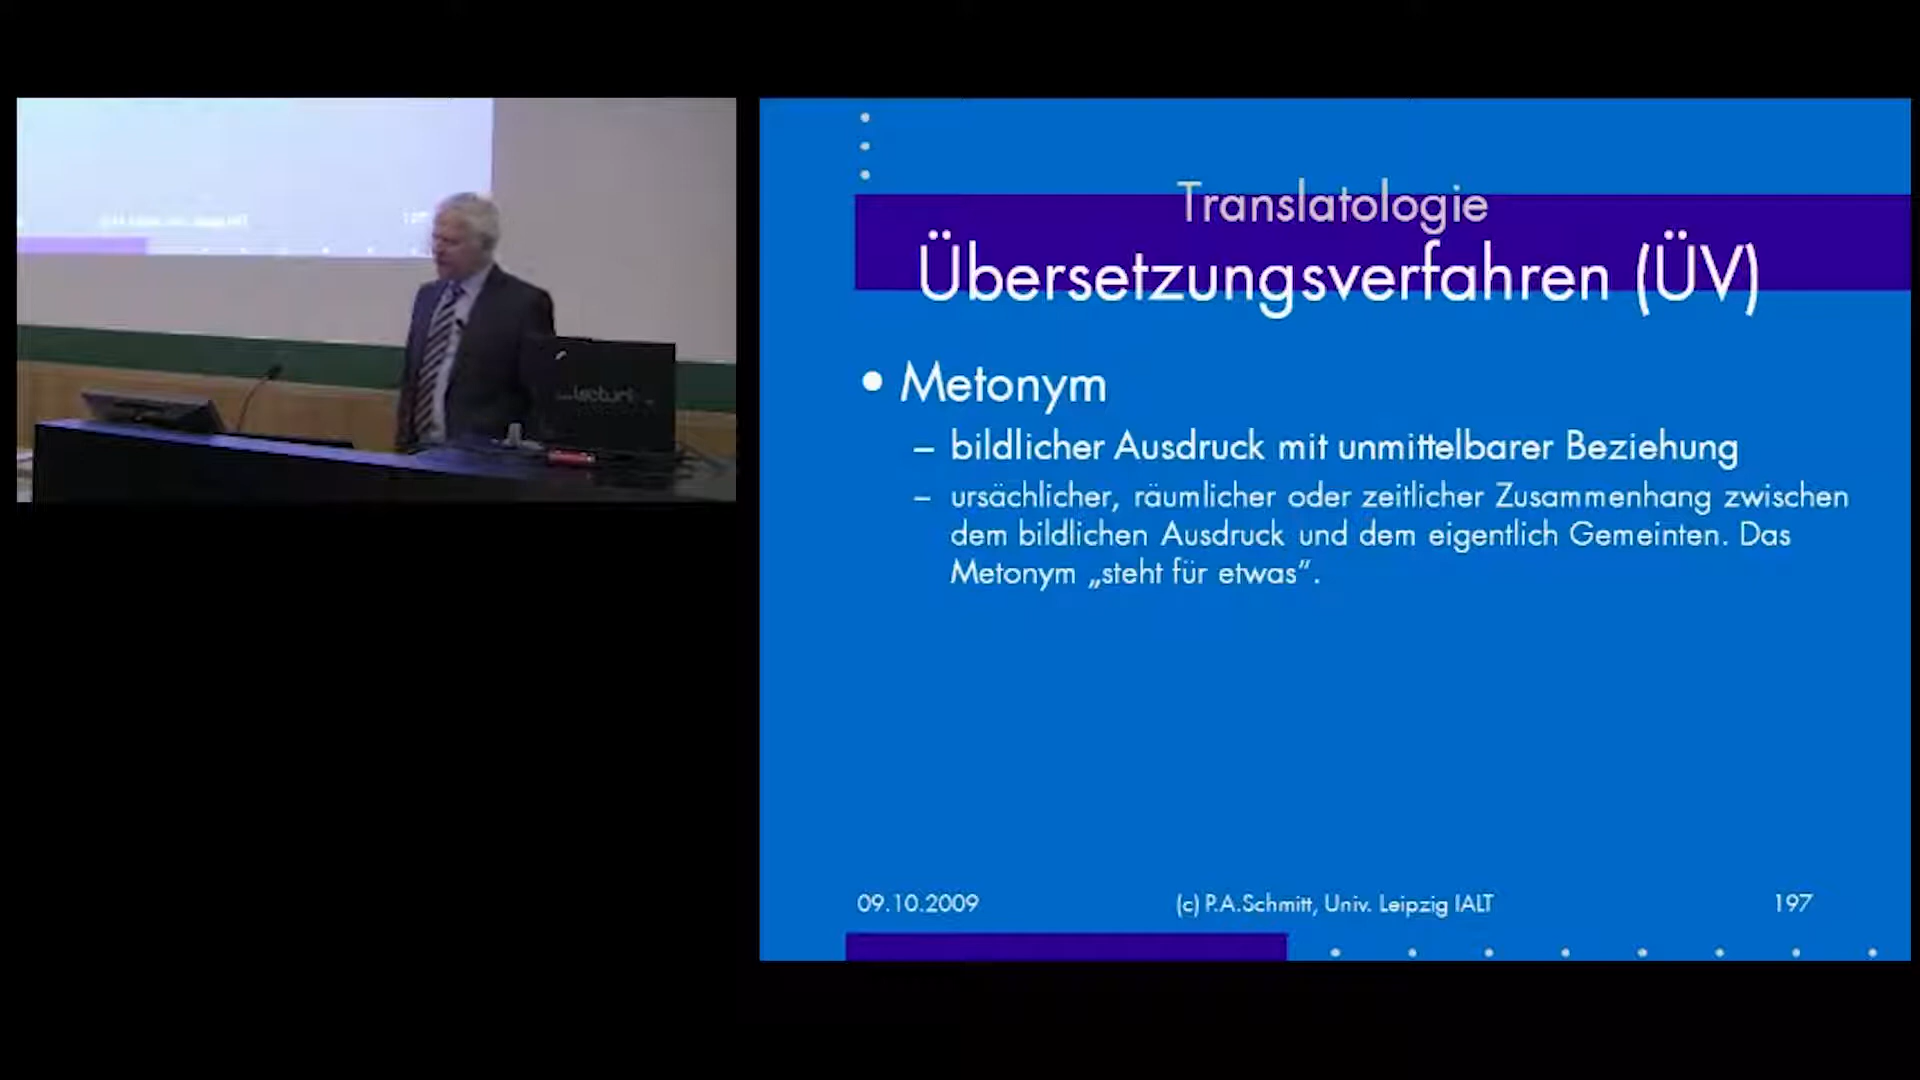 Translatologie
Übersetzungsverfahren (ÜV)
• Metonym
– bildlicher Ausdruck mit unmittelbarer Beziehung
– ursächlicher, räumlicher oder zeitlicher Zusammenhang zwischen
dem bildlichen Ausdruck und dem eigentlich Gemeinten. Das
Metonym „steht für etwas“.
09.10.2009
(c) P.A.Schmitt, Univ. Leipzig IALT
197